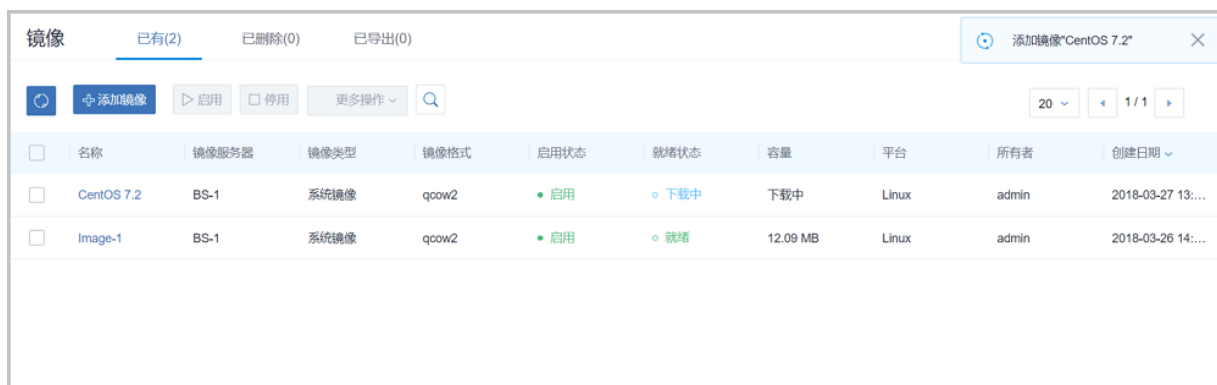 镜像 已有(2) 已删除(0) 已导出(0) 添加镜像"CentOS 7.2"
添加镜像 启用 停用 更多操作 20 1 / 1
名称 镜像服务器 镜像类型 镜像格式 启用状态 就绪状态 容量 平台 所有者 创建日期
CentOS 7.2 BS-1 系统镜像 qcow2 启用 下载中 下载中 Linux admin 2018-03-27 13:...
Image-1 BS-1 系统镜像 qcow2 启用 就绪 12.09 MB Linux admin 2018-03-26 14:...